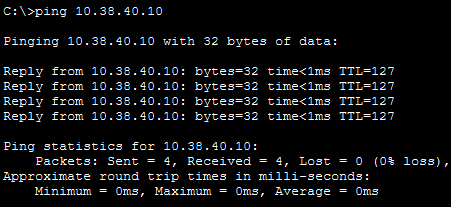 C:\>ping 10.38.40.10
Pinging 10.38.40.10 with 32 bytes of data:
Reply from 10.38.40.10: bytes=32 time<1ms TTL=127
Reply from 10.38.40.10: bytes=32 time<1ms TTL=127
Reply from 10.38.40.10: bytes=32 time<1ms TTL=127
Reply from 10.38.40.10: bytes=32 time<1ms TTL=127
Ping statistics for 10.38.40.10:
    Packets: Sent = 4, Received = 4, Lost = 0 (0% loss),
Approximate round trip times in milli-seconds:
    Minimum = 0ms, Maximum = 0ms, Average = 0ms